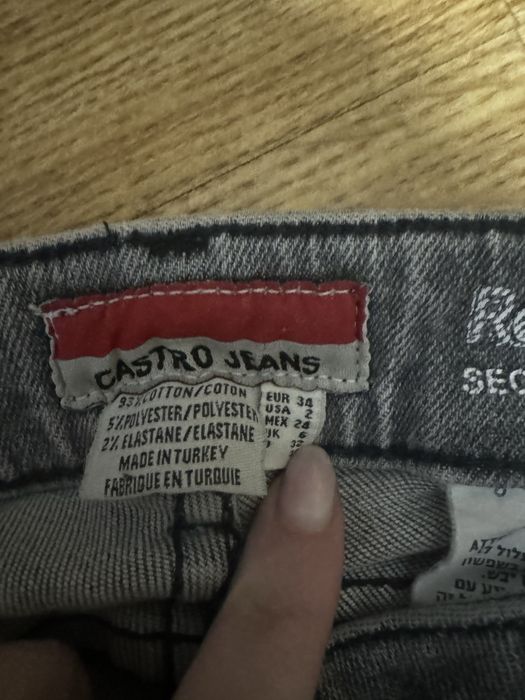 CASTRO JEANS
93% COTTON/COTON
5% POLYESTER/POLYESTER
2% ELASTANE/ELASTANE
MADE IN TURKEY
FABRIQUE EN TURQUIE
EUR 34
USA 2
MEX 24
UK 6
SEC